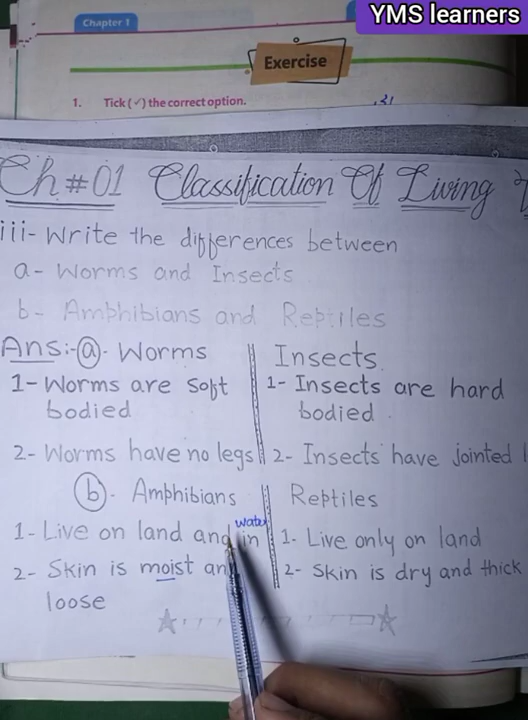 YMS learners
Chapter 1
Exercise
1. Tick (✓) the correct option.
Ch # 01 Classification Of Living
iii- Write the differences between
a- Worms and Insects
b- Amphibians and Reptiles
Ans:- (a)- Worms Insects
1- Worms are soft bodied
1- Insects are hard bodied.
2- Worms have no legs
2- Insects have jointed
(b)- Amphibians Reptiles
1- Live on land and in water
1. Live only on land
2- Skin is moist and loose
2- Skin is dry and thick